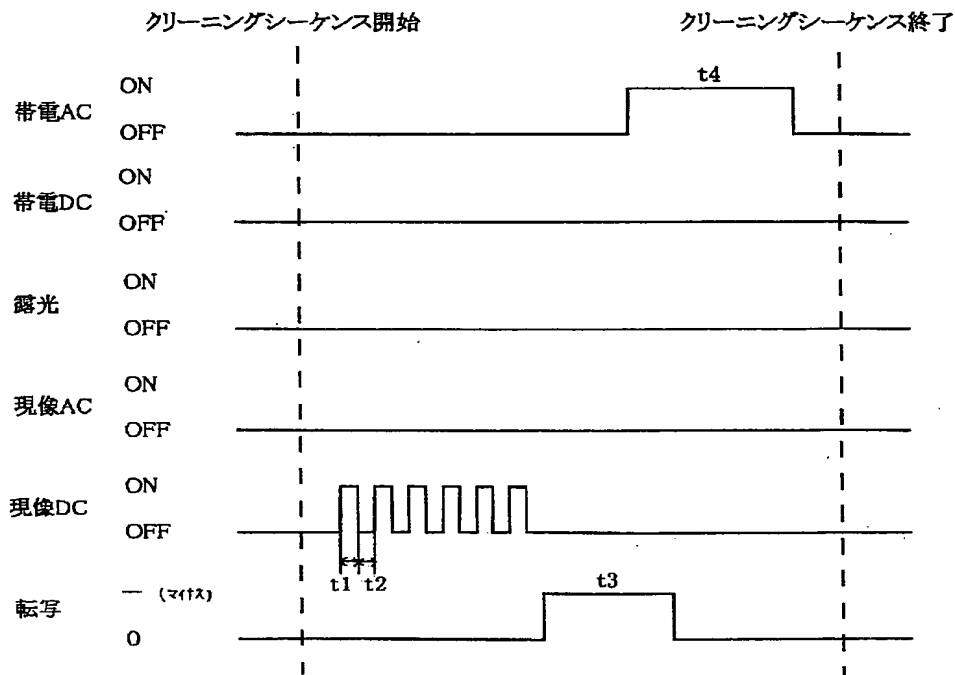 クリーニングシーケンス開始 クリーニングシーケンス終了
t4
ON
帯電AC
OFF
ON
帯電DC
OFF
ON
露光
OFF
ON
現像AC
OFF
ON
現像DC
OFF
t1 t2
t3
— (マイナス)
転写
0